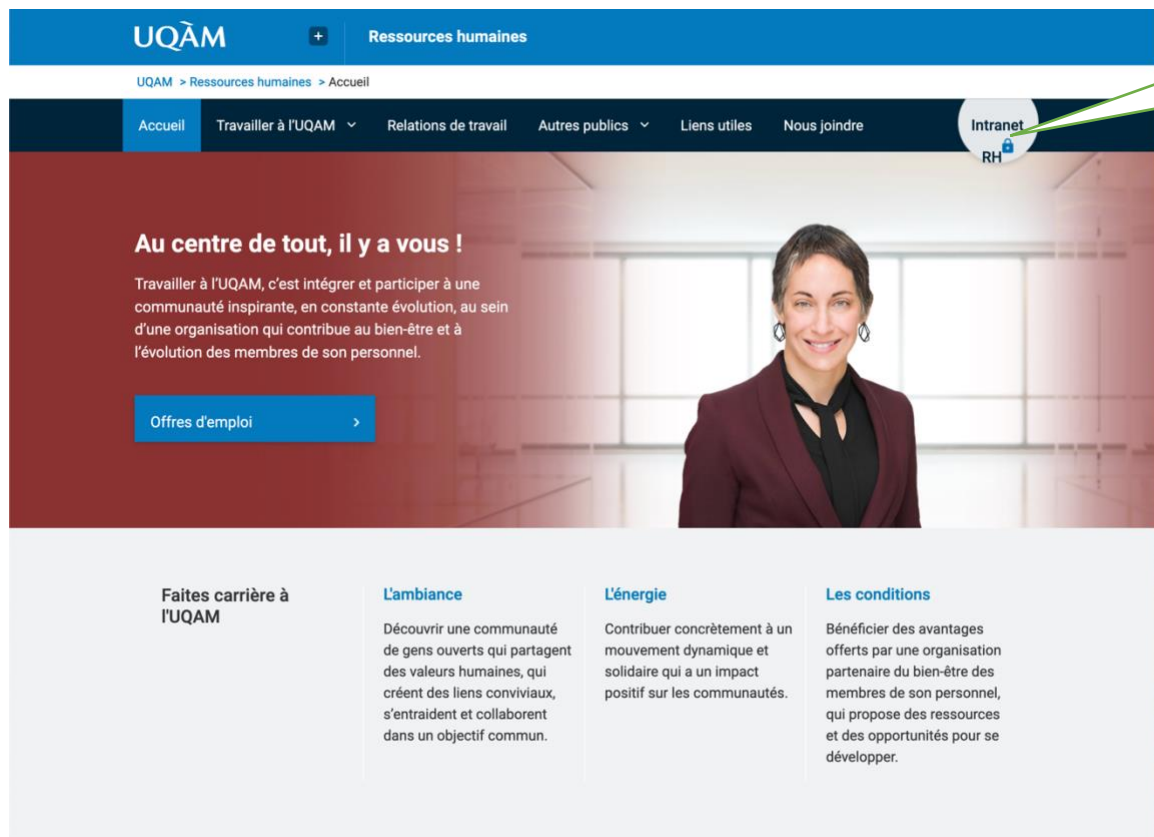 UQÀM
+
Ressources humaines
UQAM > Ressources humaines > Accueil
Accueil
Travailler à l'UQAM
Relations de travail
Autres publics
Liens utiles
Nous joindre
Intranet
RH
Au centre de tout, il y a vous !
Travailler à l'UQAM, c'est intégrer et participer à une
communauté inspirante, en constante évolution, au sein
d'une organisation qui contribue au bien-être et à
l'évolution des membres de son personnel.
Offres d'emploi >
Faites carrière à
l'UQAM
L'ambiance
Découvrir une communauté
de gens ouverts qui partagent
des valeurs humaines, qui
créent des liens conviviaux,
s'entraident et collaborent
dans un objectif commun.
L'énergie
Contribuer concrètement à un
mouvement dynamique et
solidaire qui a un impact
positif sur les communautés.
Les conditions
Bénéficier des avantages
offerts par une organisation
partenaire du bien-être des
membres de son personnel,
qui propose des ressources
et des opportunités pour se
développer.